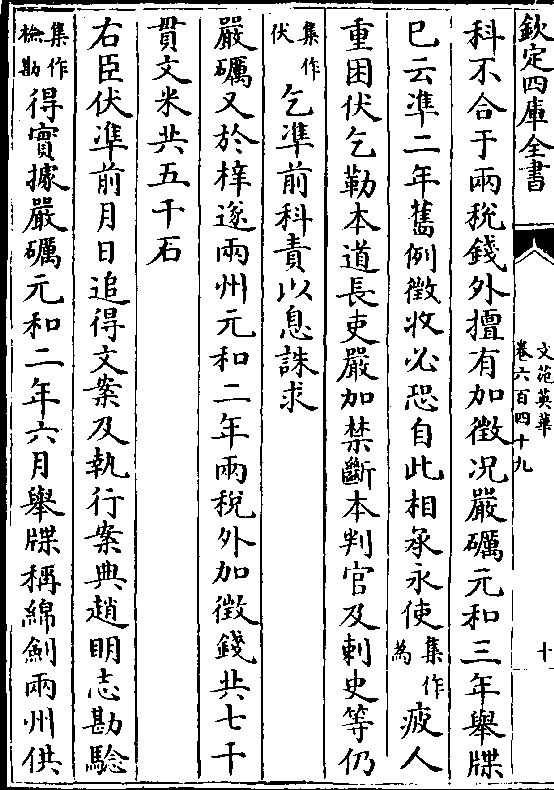 欽定四庫全書
文苑英華
卷六百四十九
十
科不合于兩稅錢外擅有加徵况嚴礪元和三年舉牒
已云準二年舊例徵收必恐自此相承永使集作為疲人
重困伏乞勒本道長吏嚴加禁斷本判官及刺史等仍
集作伏乞準前科責以息誅求
嚴礪又於梓遂兩州元和二年兩稅外加徵錢共七千
貫文米共五千石
右臣伏準前月日追得文案及執行案典趙明志勘驗
集作檢勘得實據嚴礪元和二年六月舉牒稱綿劍兩州供